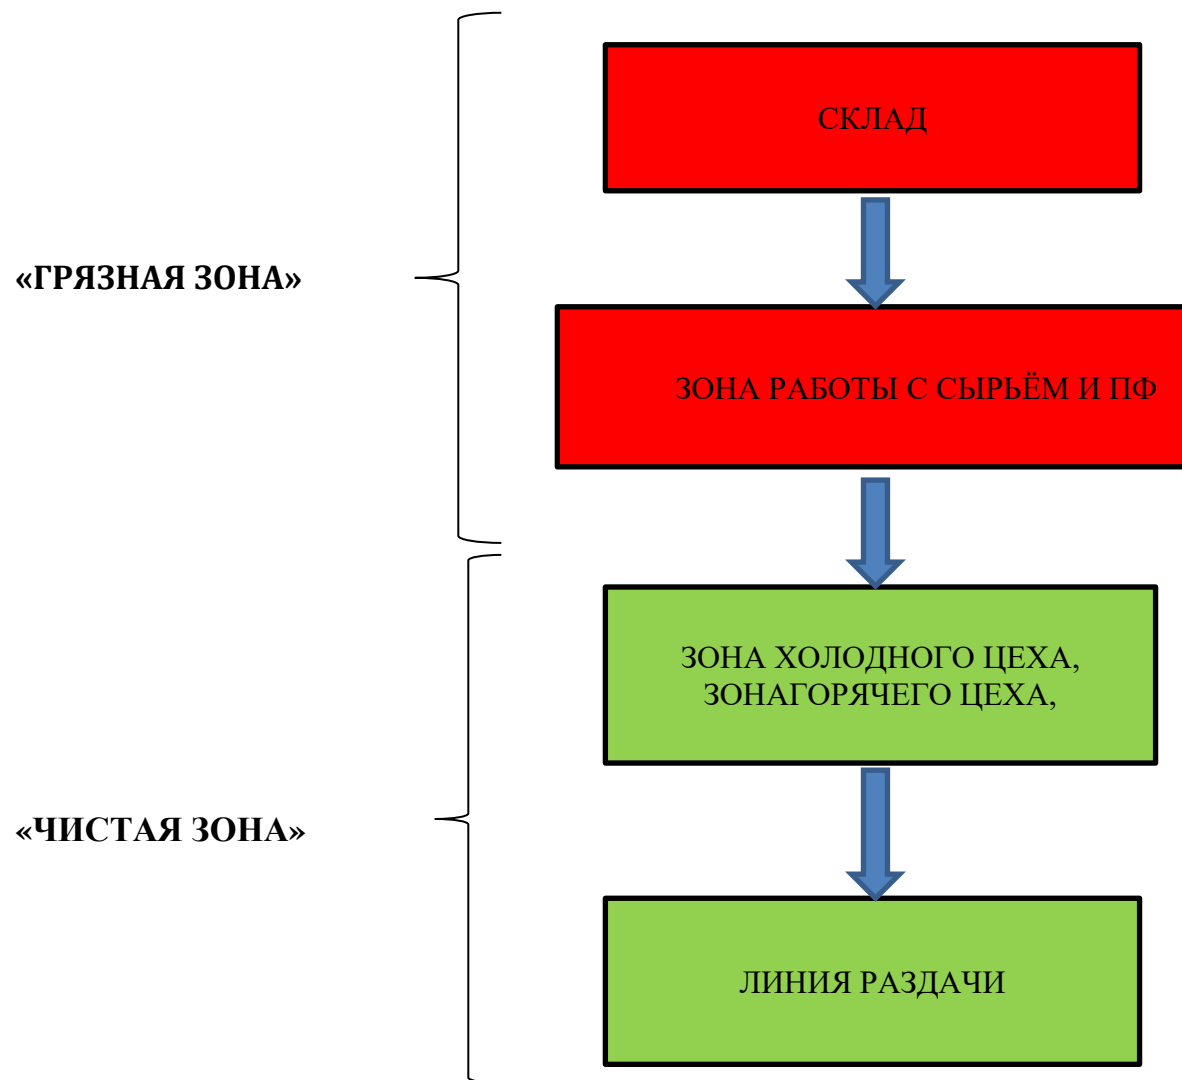 СКЛАД
«ГРЯЗНАЯ ЗОНА»
ЗОНА РАБОТЫ С СЫРЬЁМ И ПФ
ЗОНА ХОЛОДНОГО ЦЕХА,
ЗОНАГОРЯЧЕГО ЦЕХА,
«ЧИСТАЯ ЗОНА»
ЛИНИЯ РАЗДАЧИ